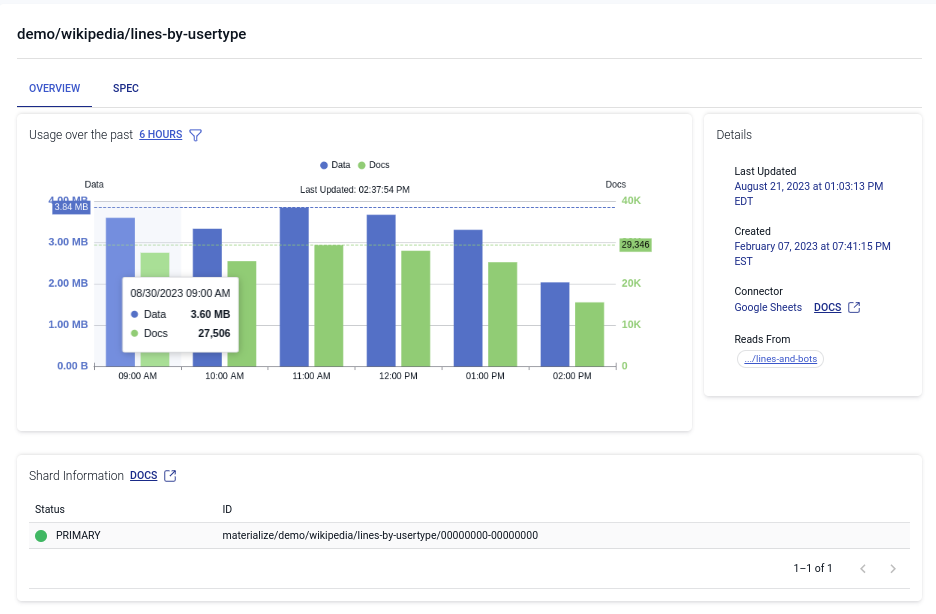 demo/wikipedia/lines-by-usertype
OVERVIEW SPEC
Usage over the past 6 HOURS
Data Docs
Data
Last Updated: 02:37:54 PM
Docs
4.00 MB
3.84 MB
3.00 MB
2.00 MB
1.00 MB
0.00 B
40K
29,346
20K
10K
0
08/30/2023 09:00 AM
Data 3.60 MB
Docs 27,506
09:00 AM 10:00 AM 11:00 AM 12:00 PM 01:00 PM 02:00 PM
Details
Last Updated
August 21, 2023 at 01:03:13 PM
EDT
Created
February 07, 2023 at 07:41:15 PM
EST
Connector
Google Sheets DOCS
Reads From
.../lines-and-bots
Shard Information DOCS
Status ID
PRIMARY materialize/demo/wikipedia/lines-by-usertype/00000000-00000000
1–1 of 1